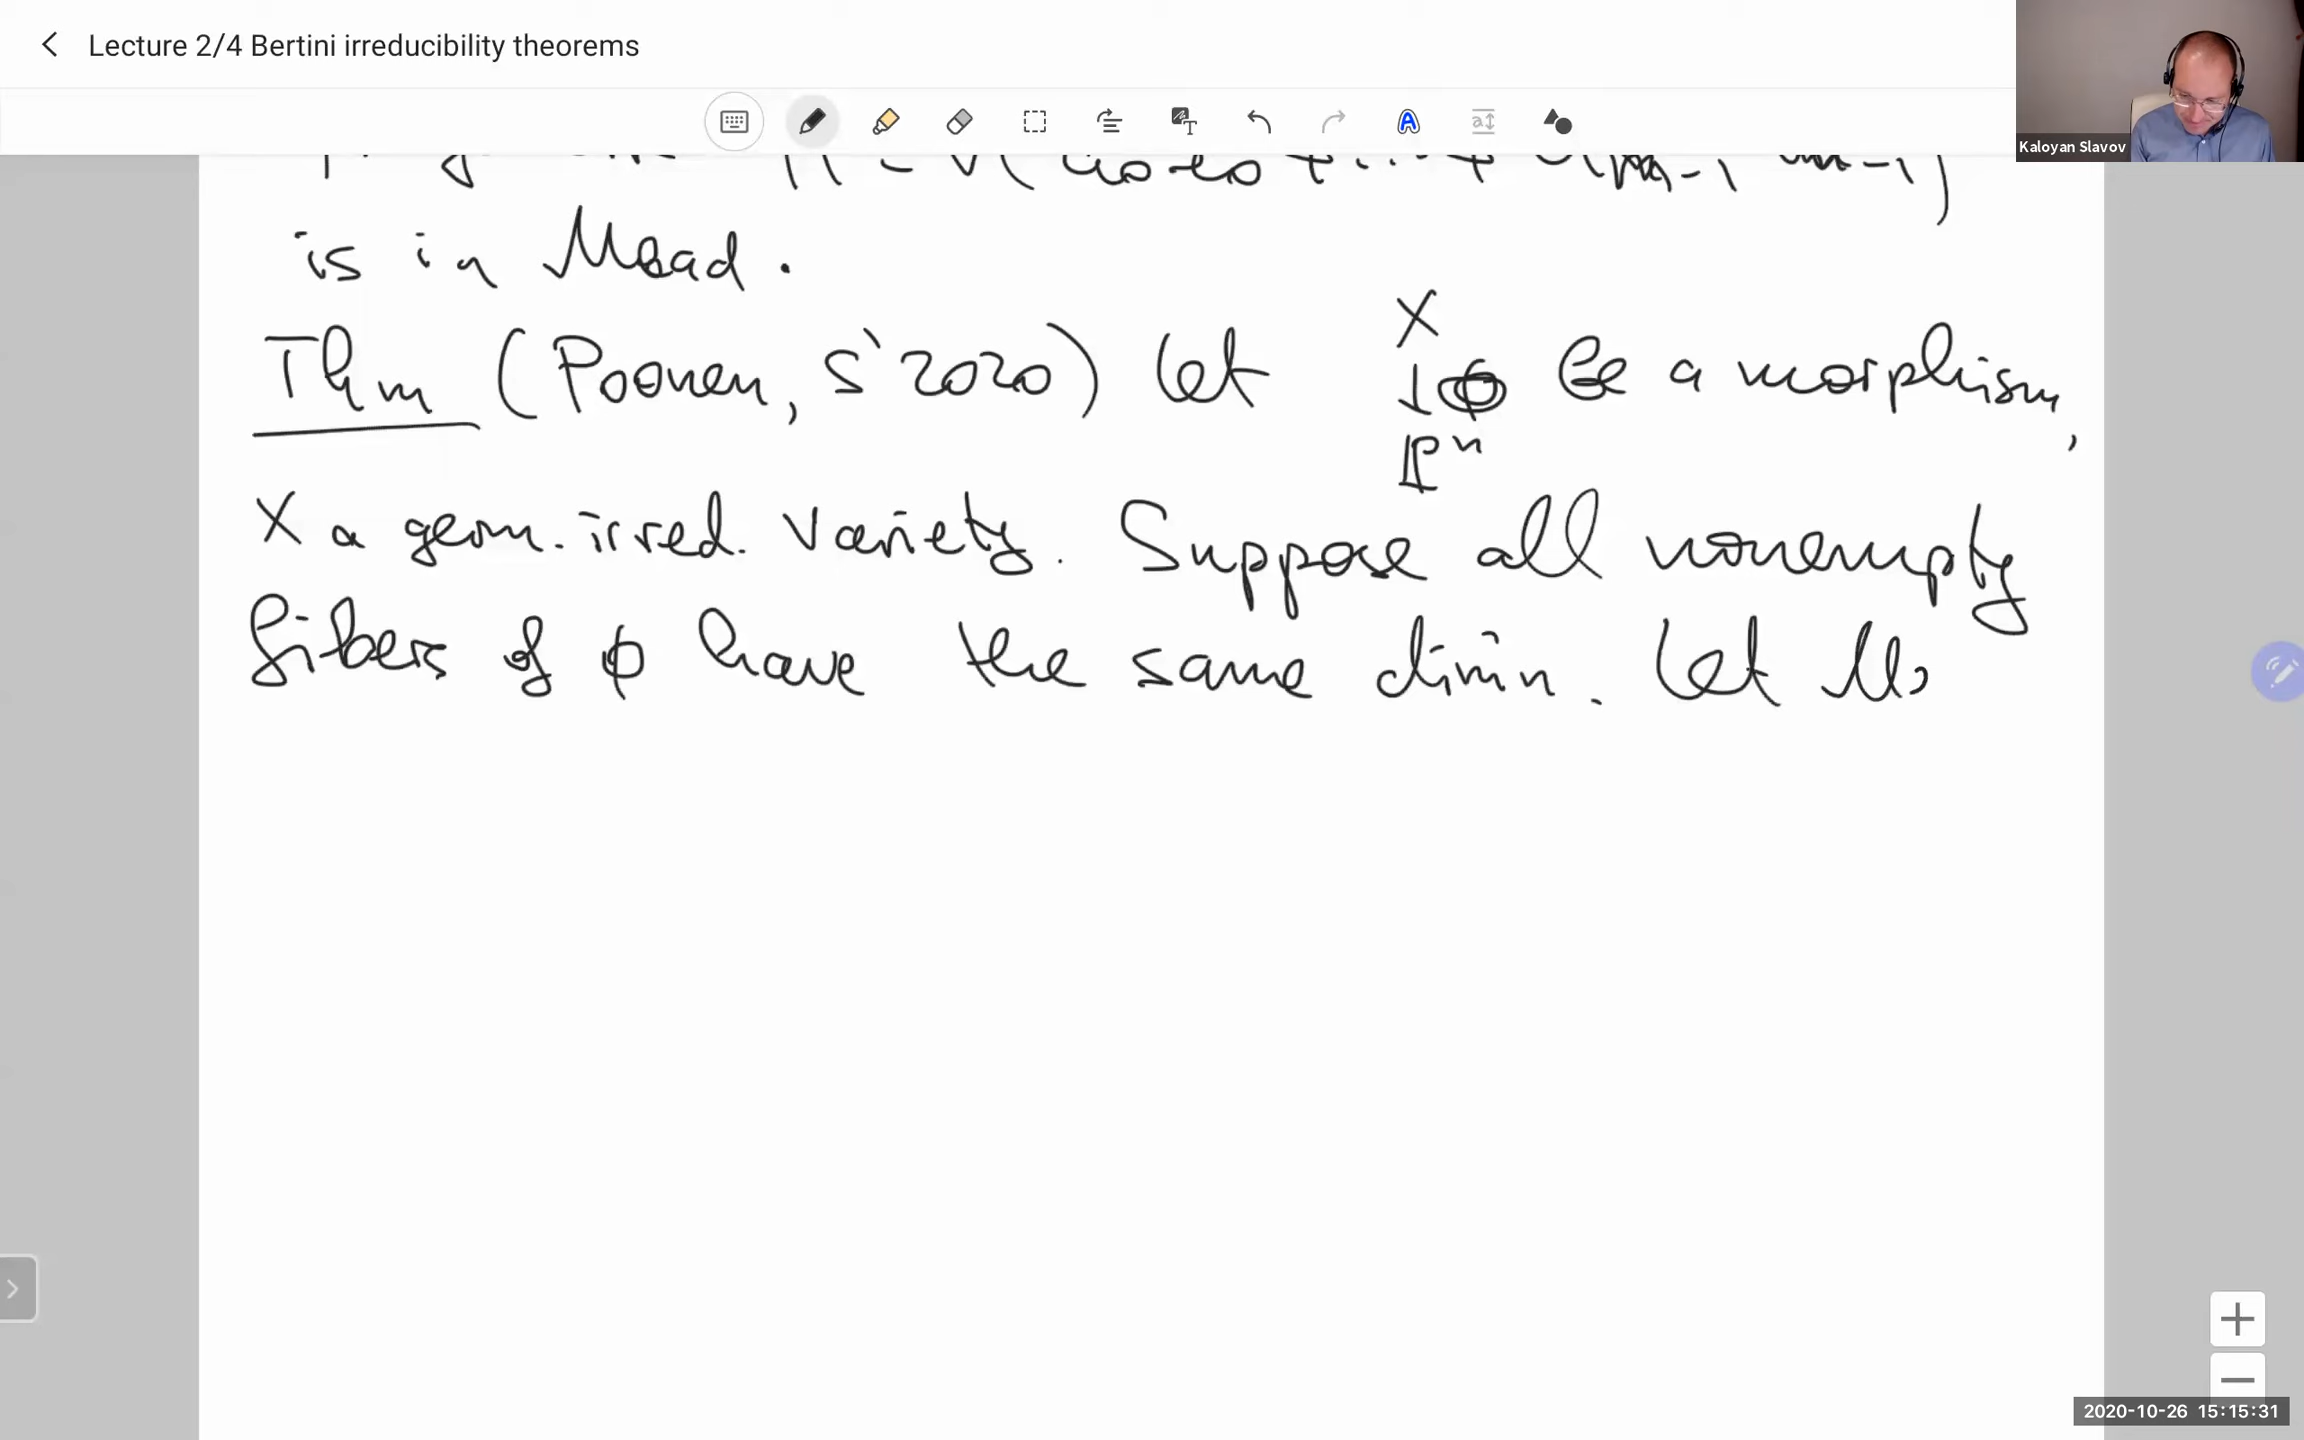 Lecture 2/4 Bertini irreducibility theorems
Kaloyan Slavov
is in Mbad.
Thm (Poonen, S' 2020) Let X ↓ϕ ℙⁿ be a morphism,
X a geom. irred. variety. Suppose all nonempty
fibers of ϕ have the same dim'n. Let
2020-10-26 15:15:31